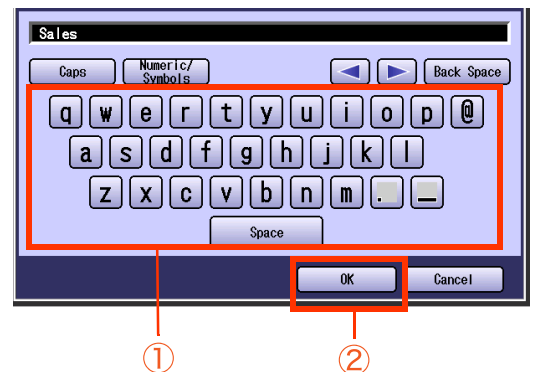 Sales
Caps Numeric/ Symbols Back Space
q w e r t y u i o p @
a s d f g h j k l
z x c v b n m . _
Space
OK Cancel
① ②